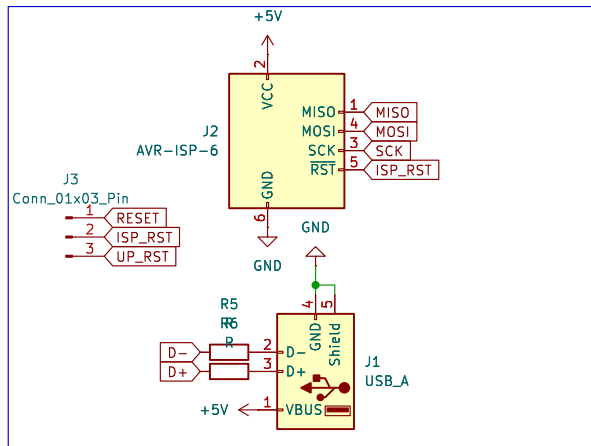 +5V
2
VCC
J2
AVR-ISP-6
MISO 1 MISO
MOSI 4 MOSI
SCK 3 SCK
RST 5 ISP_RST
GND
6
GND
J3
Conn_01x03_Pin
1 RESET
2 ISP_RST
3 UP_RST
GND
4 5
GND Shield
R5
R6
R
R
D- 2 D-
D+ 3 D+
+5V 1 VBUS
J1
USB_A